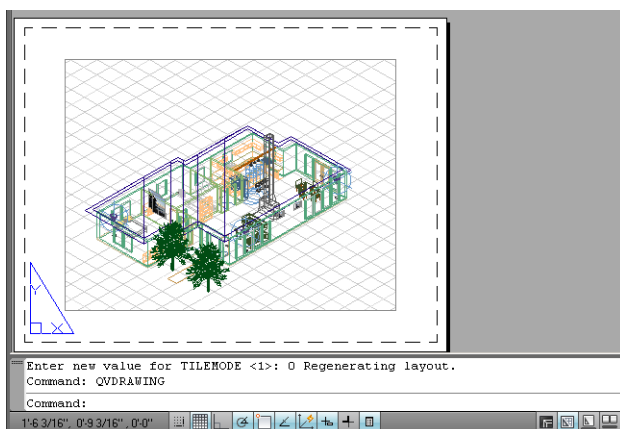 Y
X
Enter new value for TILEMODE <1>: 0 Regenerating layout.
Command: QVDRAWING
Command:
1'-6 3/16", 0'-9 3/16" , 0'-0"